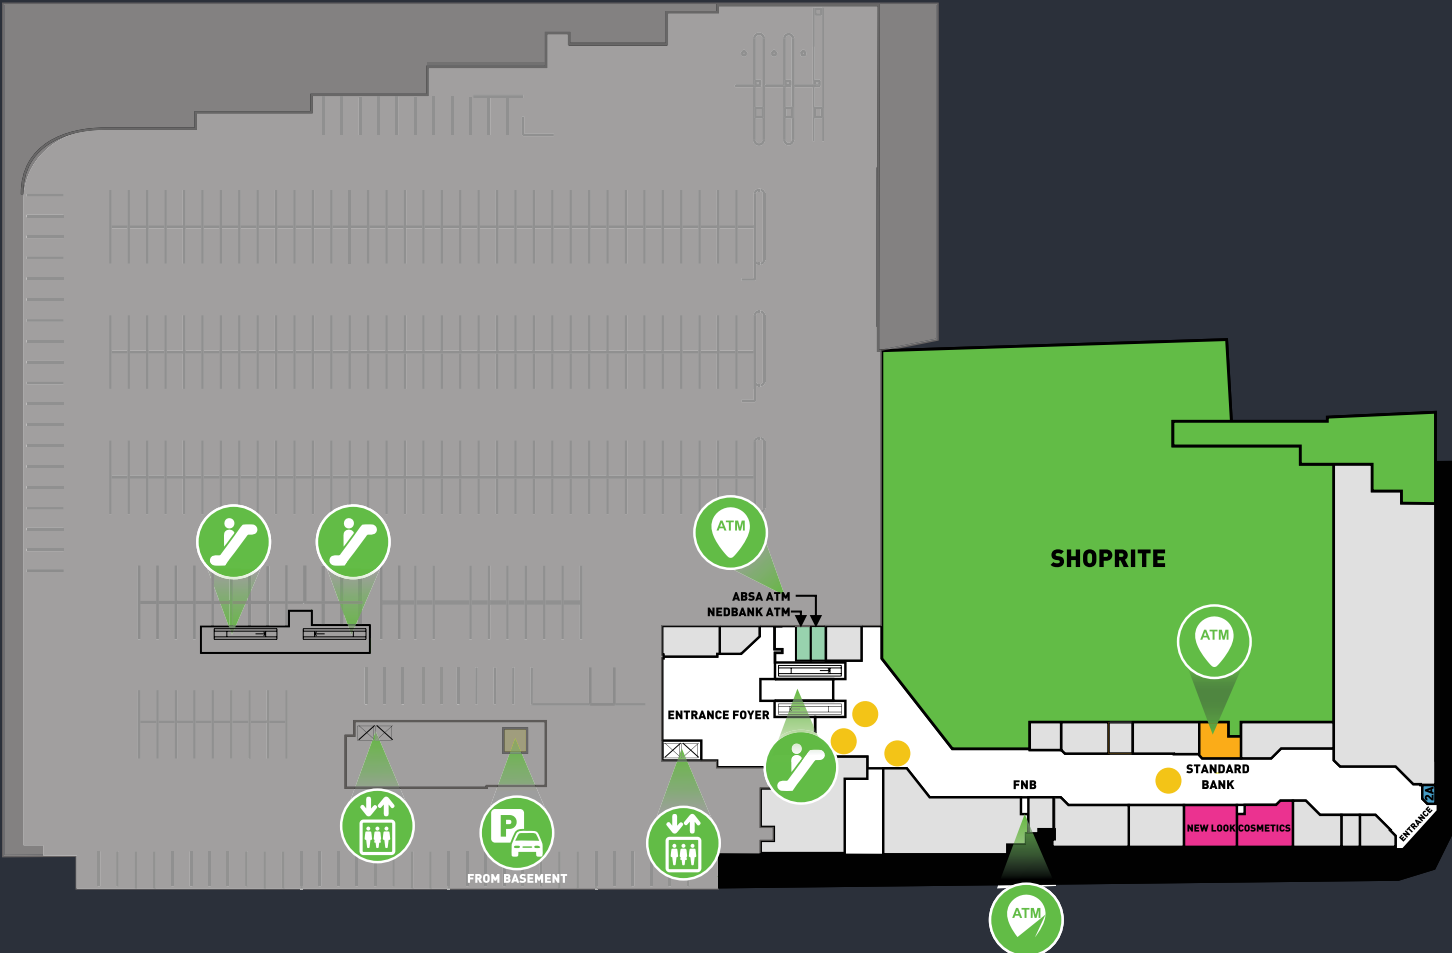 ATM
ABSA ATM
NEDBANK ATM
SHOPRITE
ATM
ENTRANCE FOYER
STANDARD
BANK
FNB
2A
ENTRANCE
NEW LOOK
COSMETICS
P
FROM BASEMENT
ATM